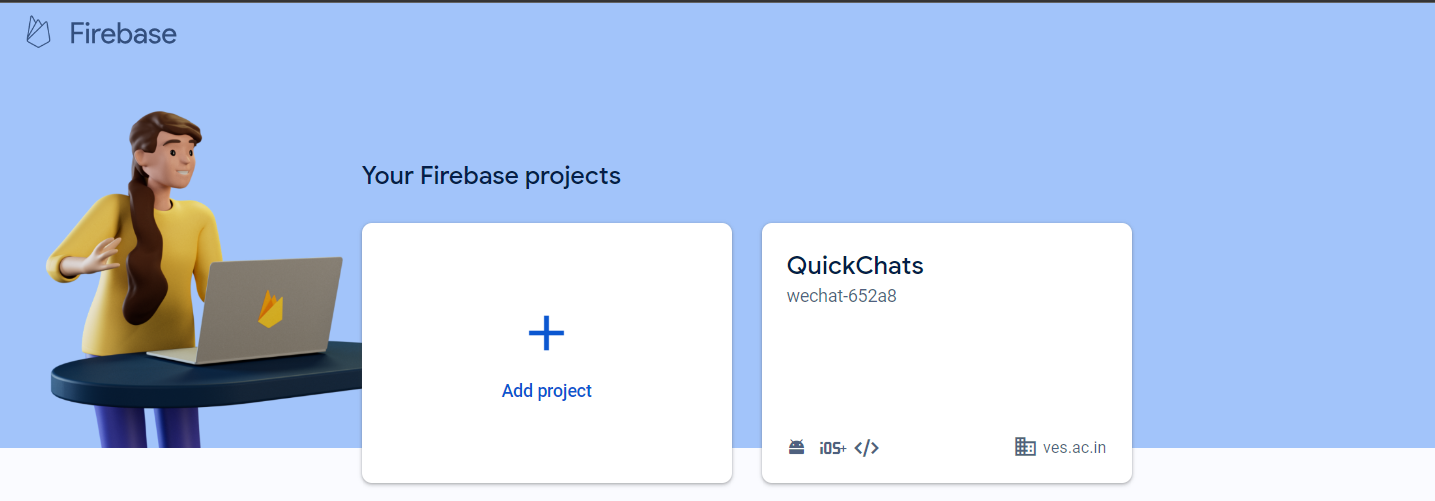 Firebase
Your Firebase projects
Add project
QuickChats
wechat-652a8
iOS+ </>
ves.ac.in